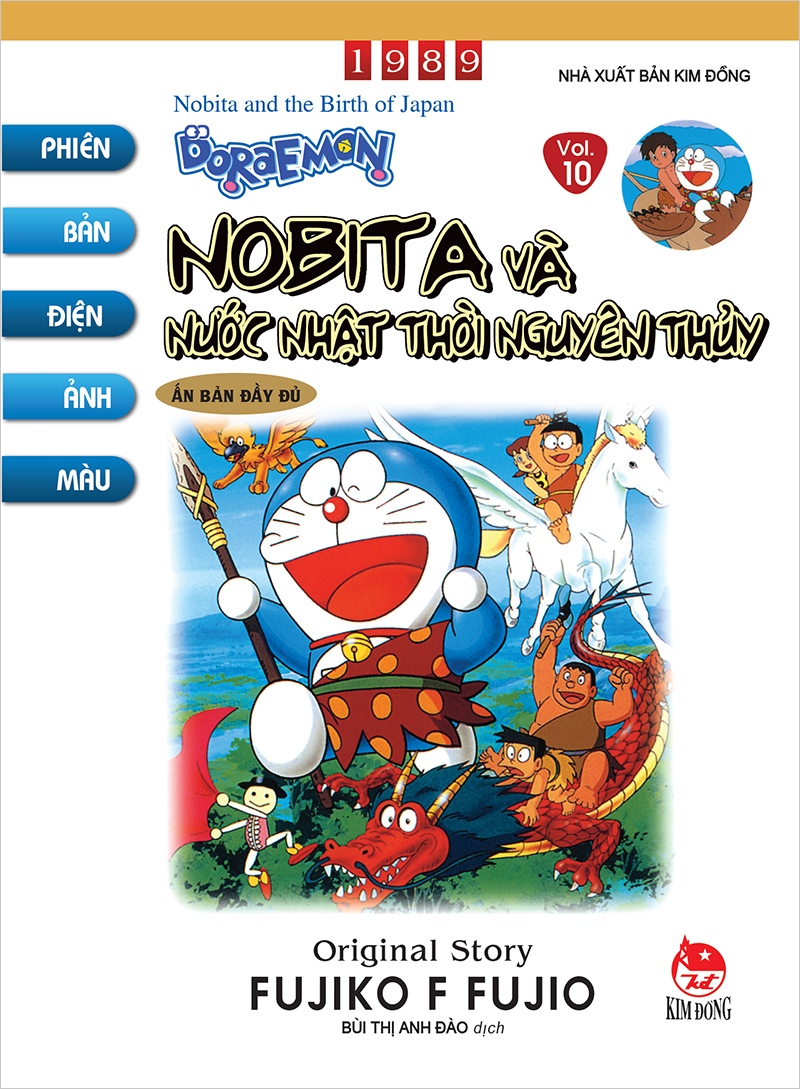 1989
NHÀ XUẤT BẢN KIM ĐỒNG
Nobita and the Birth of Japan
DORAEMON
Vol.
10
PHIÊN
BẢN
ĐIỆN
ẢNH
MÀU
NOBITA VÀ
NƯỚC NHẬT THỜI NGUYÊN THỦY
ẤN BẢN ĐẦY ĐỦ
Original Story
FUJIKO F FUJIO
BÙI THỊ ANH ĐÀO dịch
KIM ĐỒNG